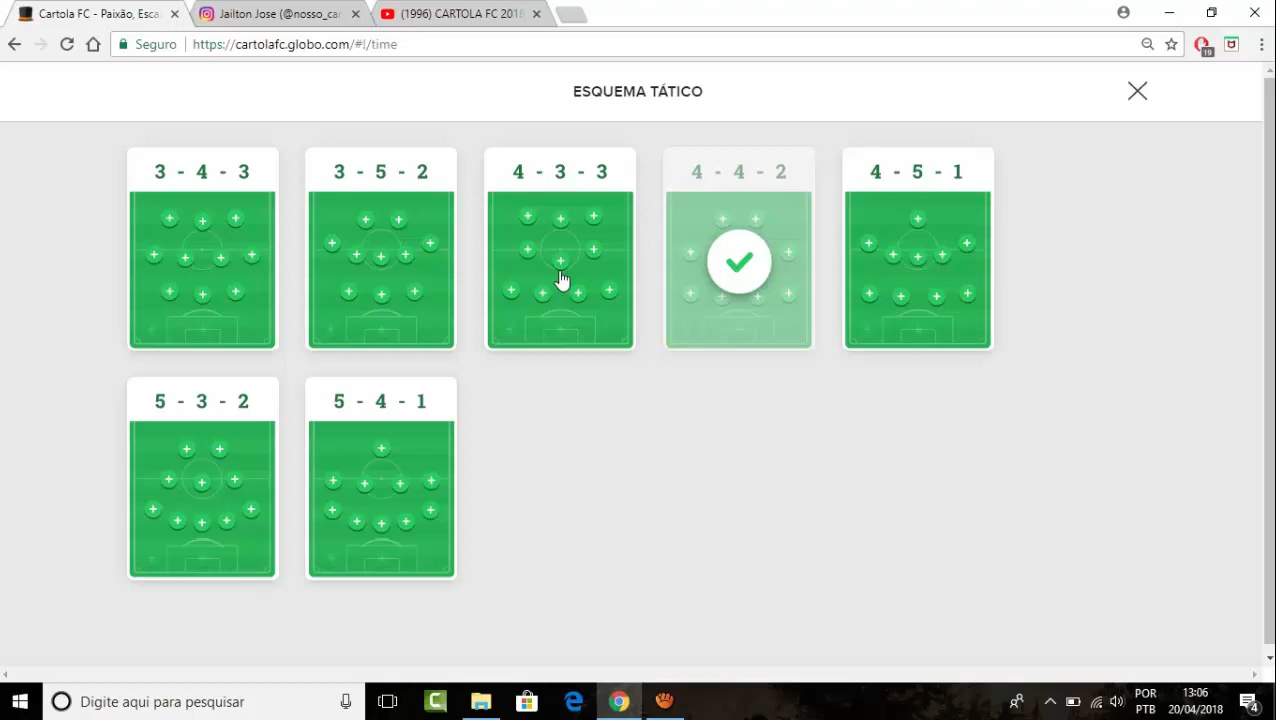 Cartola FC - Paixão, Esca
Jailton Jose (@nosso_car
(1996) CARTOLA FC 2018
Seguro
https://cartolafc.globo.com/#!/time
19
ESQUEMA TÁTICO
3 - 4 - 3
3 - 5 - 2
4 - 3 - 3
4 - 4 - 2
4 - 5 - 1
5 - 3 - 2
5 - 4 - 1
Digite aqui para pesquisar
POR
PTB
13:06
20/04/2018
4